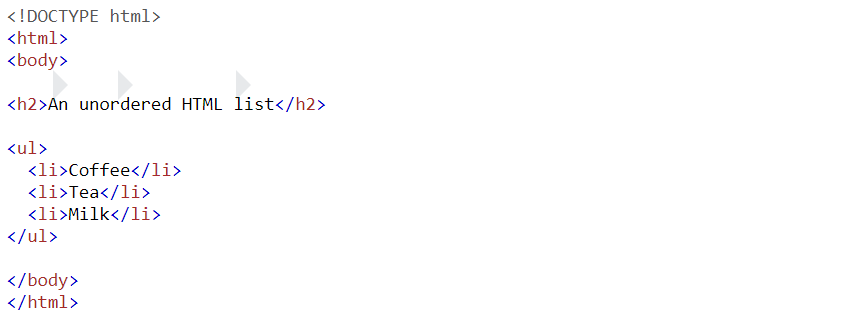 <!DOCTYPE html>
<html>
<body>
<h2>An unordered HTML list</h2>
<ul>
  <li>Coffee</li>
  <li>Tea</li>
  <li>Milk</li>
</ul>
</body>
</html>